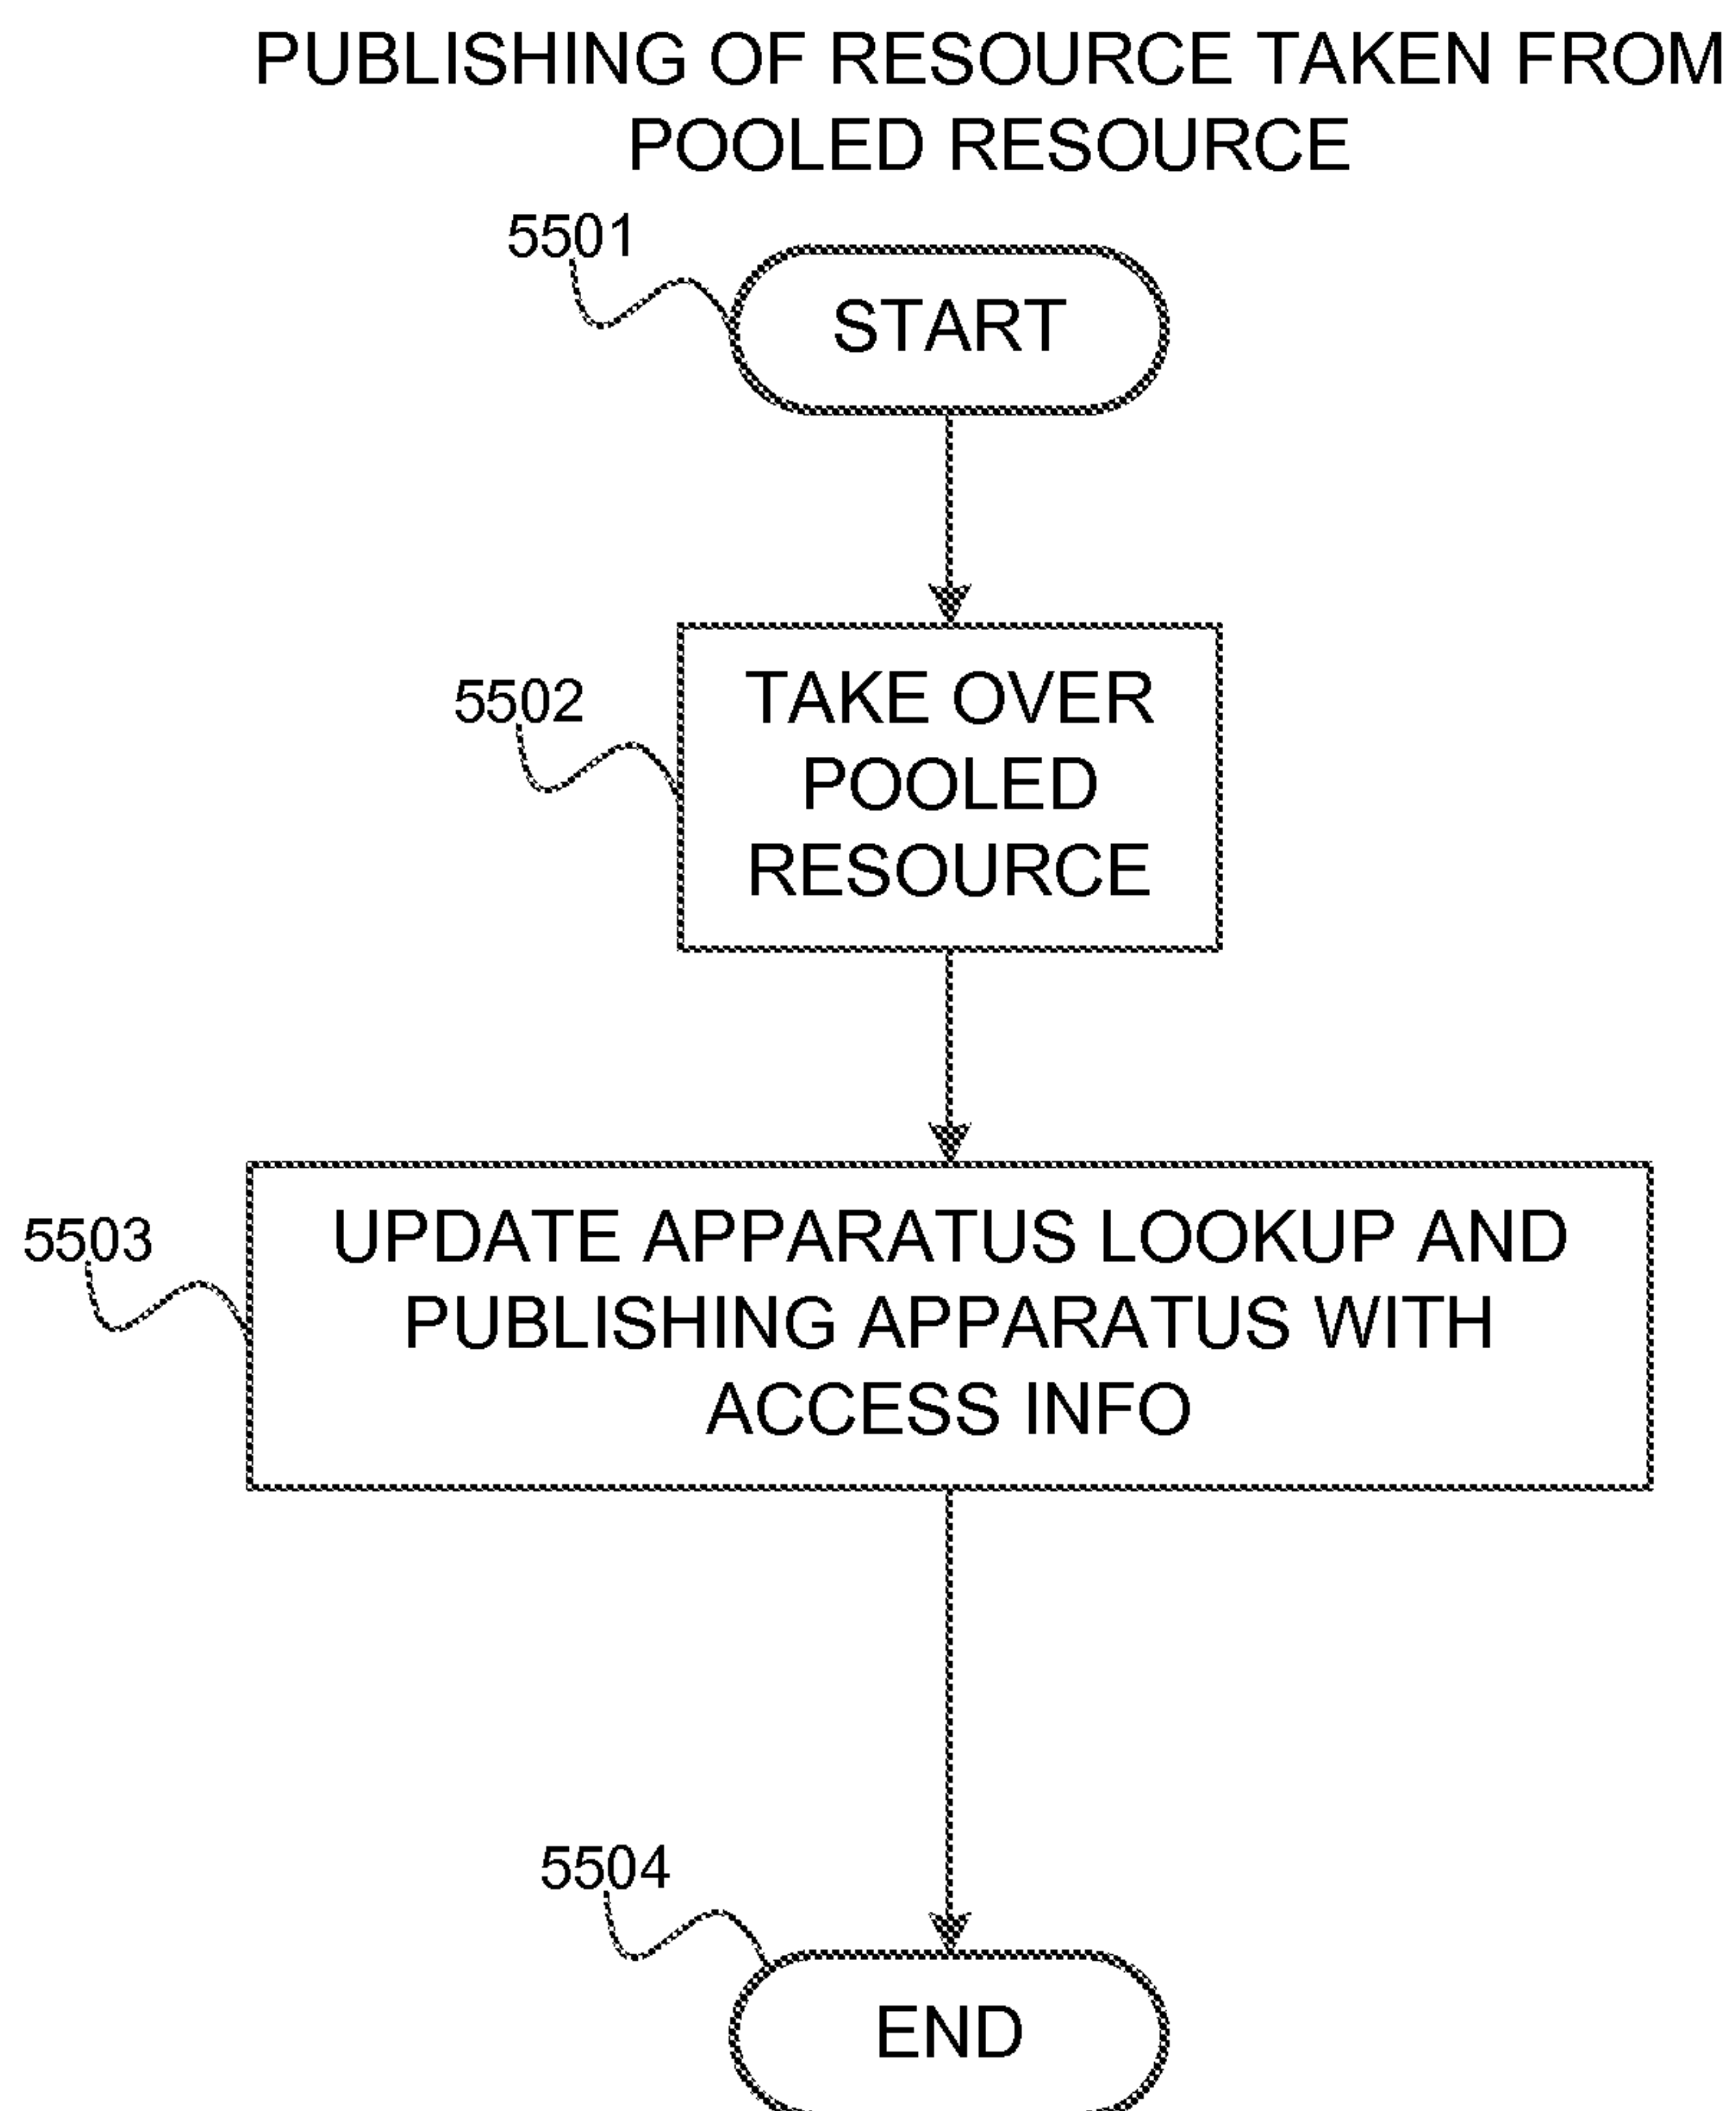 PUBLISHING OF RESOURCE TAKEN FROM
POOLED RESOURCE
5501
START
5502
TAKE OVER
POOLED
RESOURCE
5503
UPDATE APPARATUS LOOKUP AND
PUBLISHING APPARATUS WITH
ACCESS INFO
5504
END